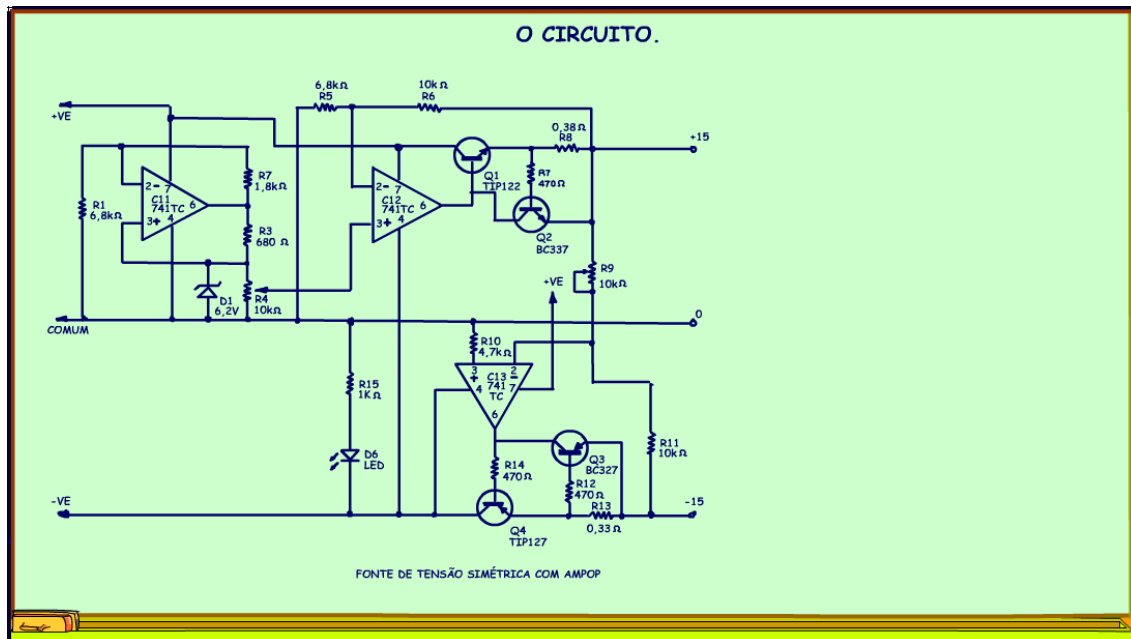 O CIRCUITO.
6,8kΩ
R5
10kΩ
R6
+VE
0,38Ω
R8
+15
R7
1,8kΩ
2 - 7
C11
741TC
6
3 + 4
R1
6,8kΩ
R3
680 Ω
2 - 7
C12
741TC
6
3 + 4
Q1
TIP122
R7
470Ω
Q2
BC337
D1
6,2V
R4
10kΩ
+VE
R9
10kΩ
COMUM
0
R10
4,7kΩ
3 2
+ C13 -
4 741 7
TC
6
R15
1KΩ
D6
LED
R14
470Ω
Q3
BC327
R12
470Ω
R11
10kΩ
-VE
R13
0,33Ω
-15
Q4
TIP127
FONTE DE TENSÃO SIMÉTRICA COM AMPOP